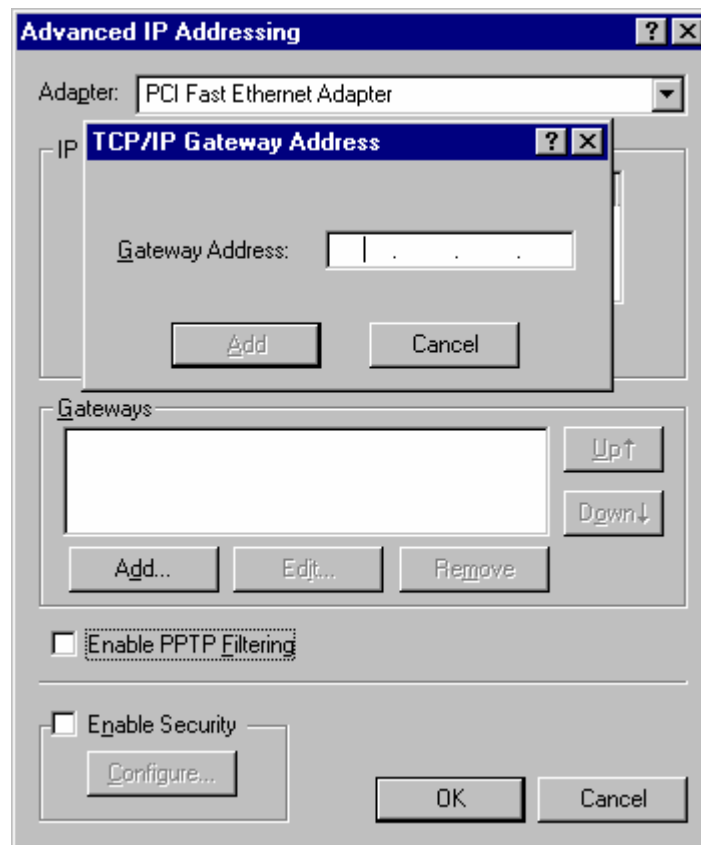 Advanced IP Addressing
Adapter: PCI Fast Ethernet Adapter
IP
TCP/IP Gateway Address
Gateway Address: . . .
Add Cancel
Gateways
Up↑
Down↓
Add... Edit... Remove
Enable PPTP Filtering
Enable Security
Configure...
OK Cancel